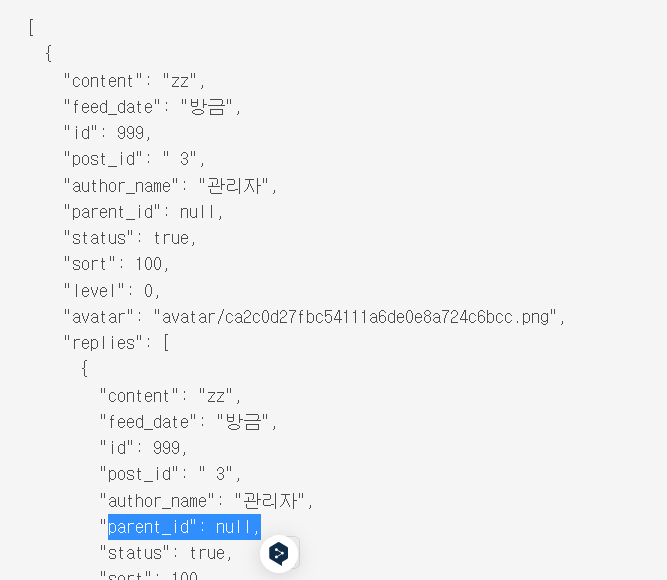 [
{
"content": "zz",
"feed_date": "방금",
"id": 999,
"post_id": " 3",
"author_name": "관리자",
"parent_id": null,
"status": true,
"sort": 100,
"level": 0,
"avatar": "avatar/ca2c0d27fbc54111a6de0e8a724c6bcc.png",
"replies": [
{
"content": "zz",
"feed_date": "방금",
"id": 999,
"post_id": " 3",
"author_name": "관리자",
"parent_id": null,
"status": true,
"sort": 100